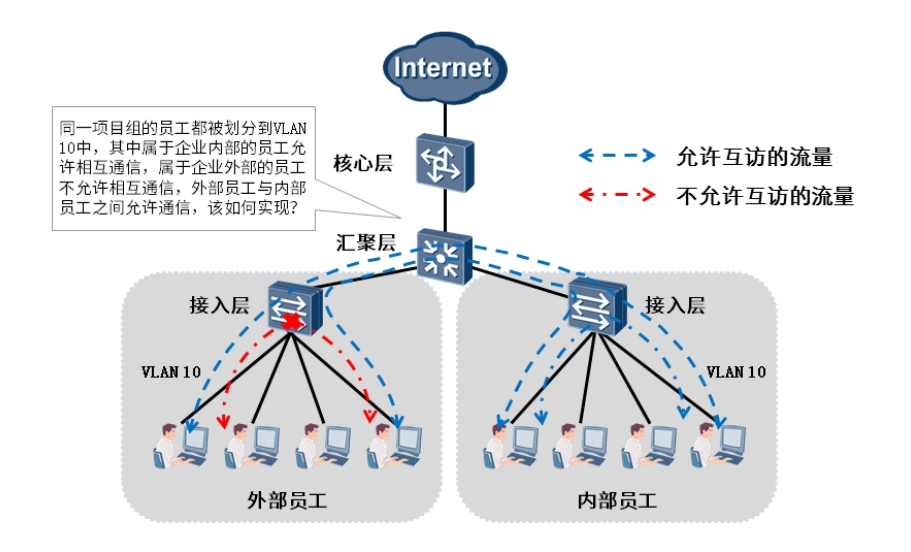 Internet
同一项目组的员工都被划分到VLAN
10中，其中属于企业内部的员工允
许相互通信，属于企业外部的员工
不允许相互通信，外部员工与内部
员工之间允许通信，该如何实现？
核心层
允许互访的流量
不允许互访的流量
汇聚层
接入层
接入层
VLAN 10
VLAN 10
外部员工
内部员工